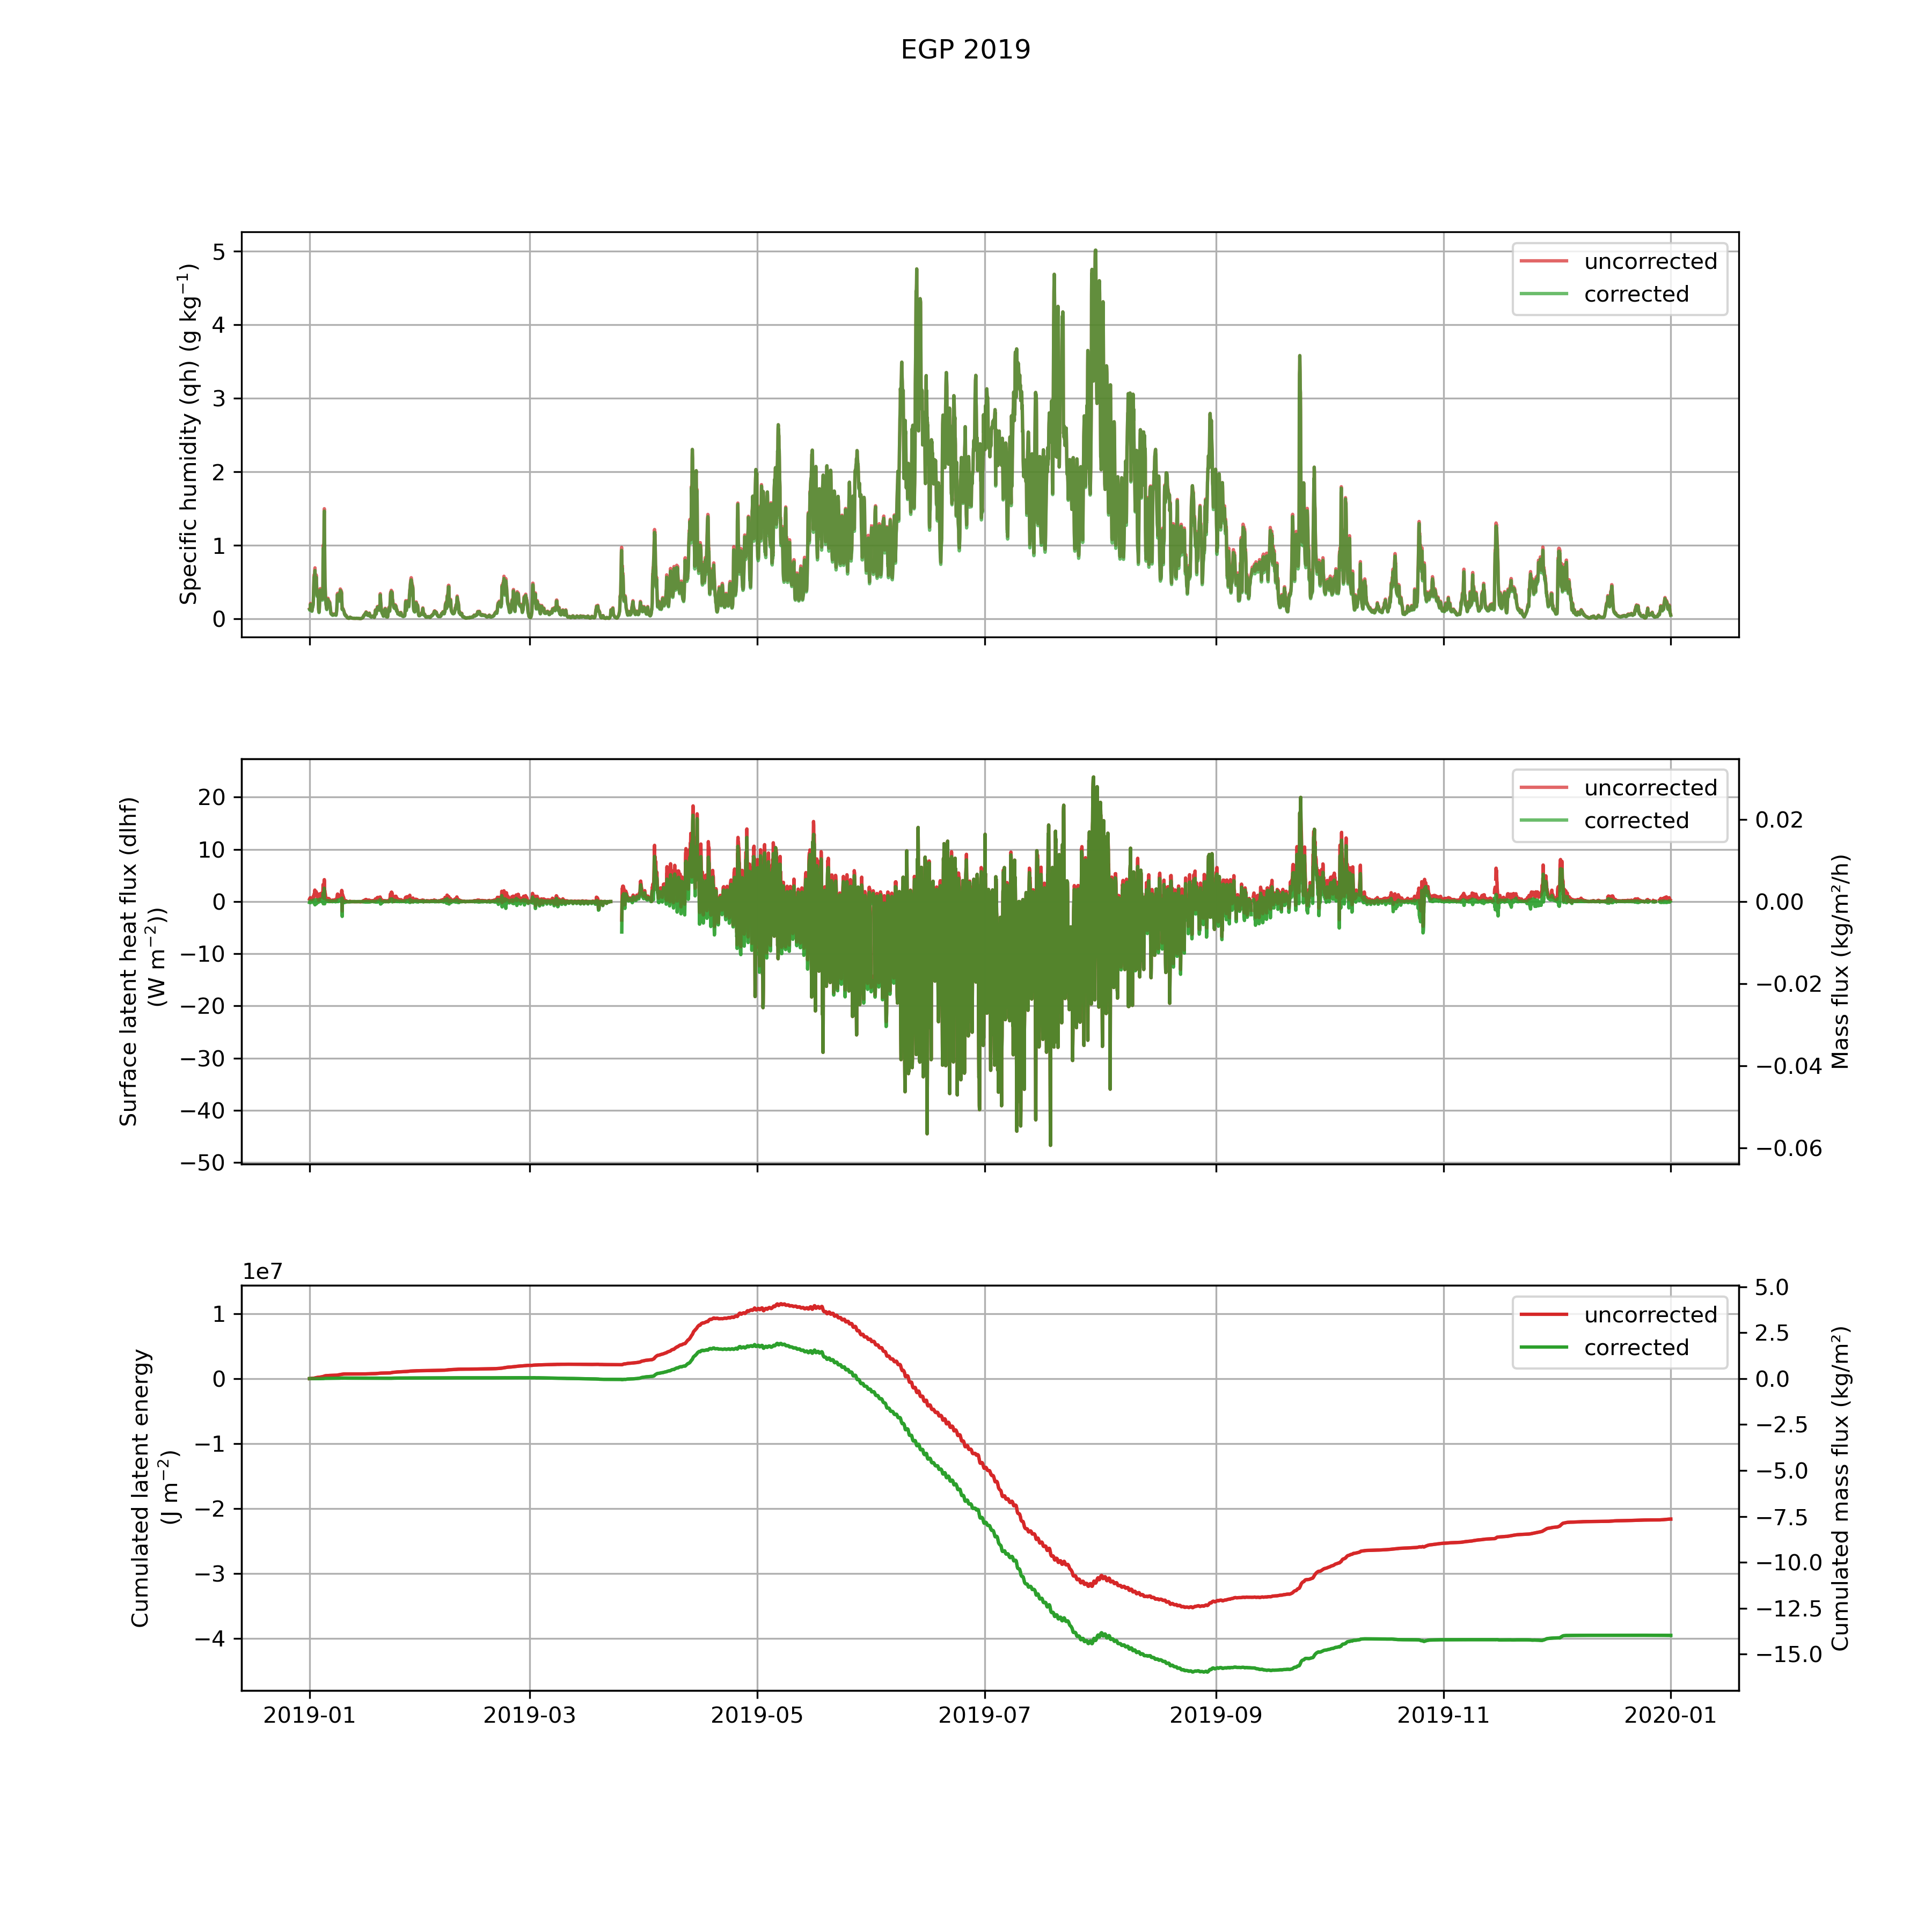 EGP 2019
Specific humidity (qh) (g kg⁻¹)
5
4
3
2
1
0
uncorrected
corrected
Surface latent heat flux (dlhf)
(W m⁻²))
20
10
0
−10
−20
−30
−40
−50
uncorrected
corrected
0.02
0.00
−0.02
−0.04
−0.06
Mass flux (kg/m²/h)
1e7
Cumulated latent energy
(J m⁻²)
1
0
−1
−2
−3
−4
uncorrected
corrected
5.0
2.5
0.0
−2.5
−5.0
−7.5
−10.0
−12.5
−15.0
Cumulated mass flux (kg/m²)
2019-01 2019-03 2019-05 2019-07 2019-09 2019-11 2020-01